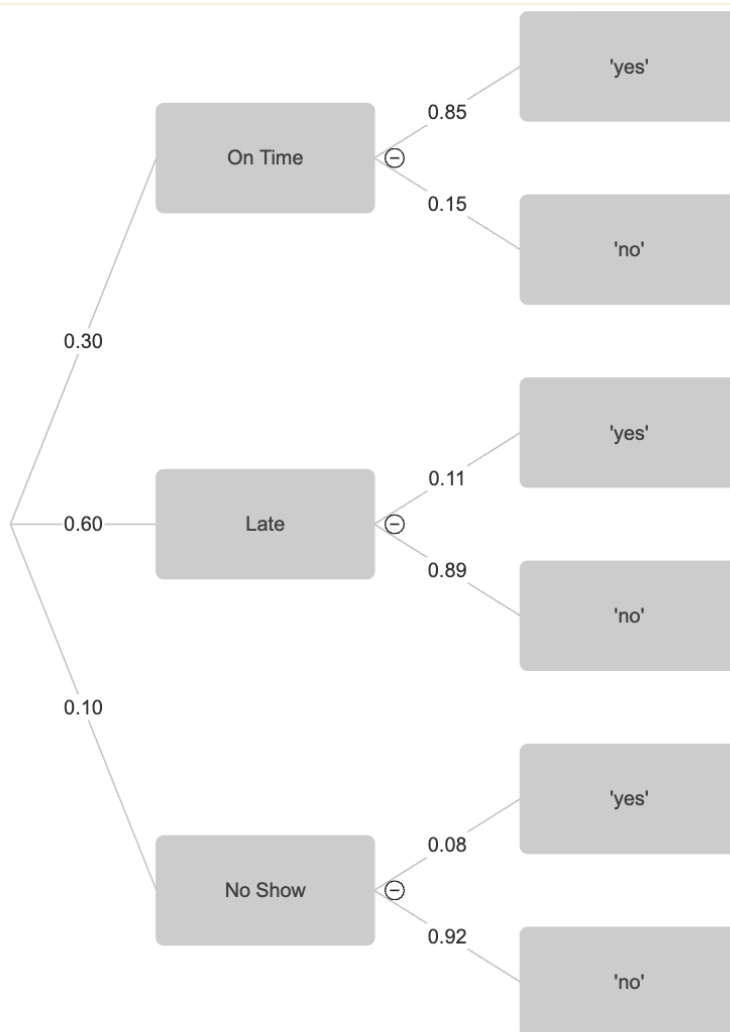 'yes'
0.85
On Time
0.15
'no'
0.30
'yes'
0.11
0.60
Late
0.89
'no'
0.10
'yes'
0.08
No Show
0.92
'no'